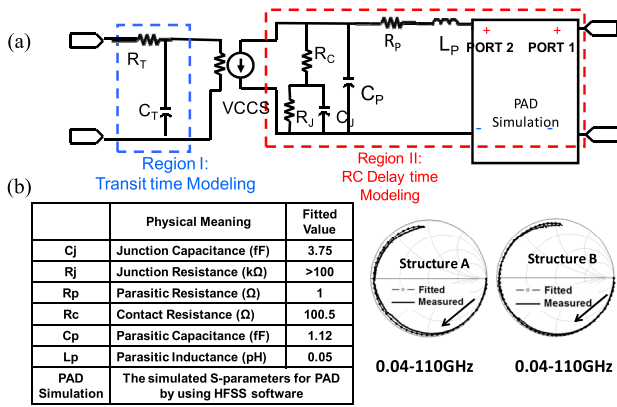 (a)
R_T
C_T
VCCS
R_C
R_J
C_J
C_P
R_P
L_P
+ +
PORT 2 PORT 1
PAD
Simulation
- -
Region I:
Transit time Modeling
Region II:
RC Delay time
Modeling
(b)
Physical Meaning Fitted Value
Cj Junction Capacitance (fF) 3.75
Rj Junction Resistance (kΩ) >100
Rp Parasitic Resistance (Ω) 1
Rc Contact Resistance (Ω) 100.5
Cp Parasitic Capacitance (fF) 1.12
Lp Parasitic Inductance (pH) 0.05
PAD Simulation The simulated S-parameters for PAD by using HFSS software
Structure A
Fitted
Measured
0.04-110GHz
Structure B
Fitted
Measured
0.04-110GHz